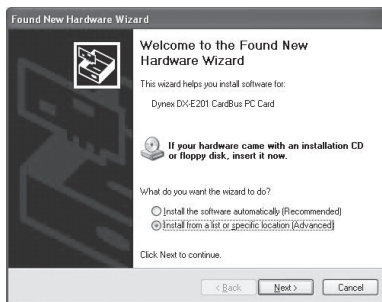 Found New Hardware Wizard
Welcome to the Found New
Hardware Wizard
This wizard helps you install software for:
Dynex DX-E201 CardBus PC Card
If your hardware came with an installation CD
or floppy disk, insert it now.
What do you want the wizard to do?
Install the software automatically (Recommended)
Install from a list or specific location (Advanced)
Click Next to continue.
< Back
Next >
Cancel